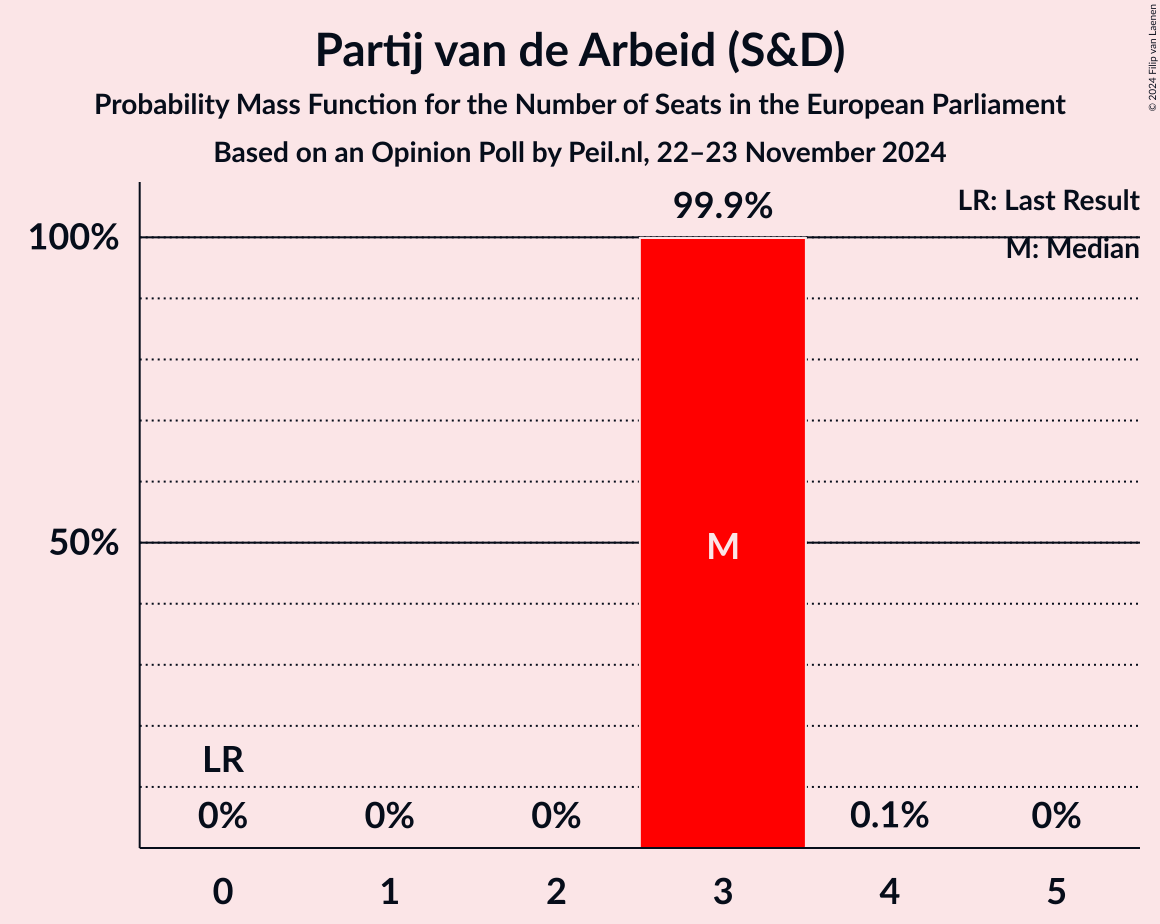 Partij van de Arbeid (S&D)
Probability Mass Function for the Number of Seats in the European Parliament
Based on an Opinion Poll by Peil.nl, 22–23 November 2024
© 2024 Filip van Laenen
99.9%
LR: Last Result
100%
M: Median
50%
M
LR
0% 0% 0% 0.1% 0%
0 1 2 3 4 5